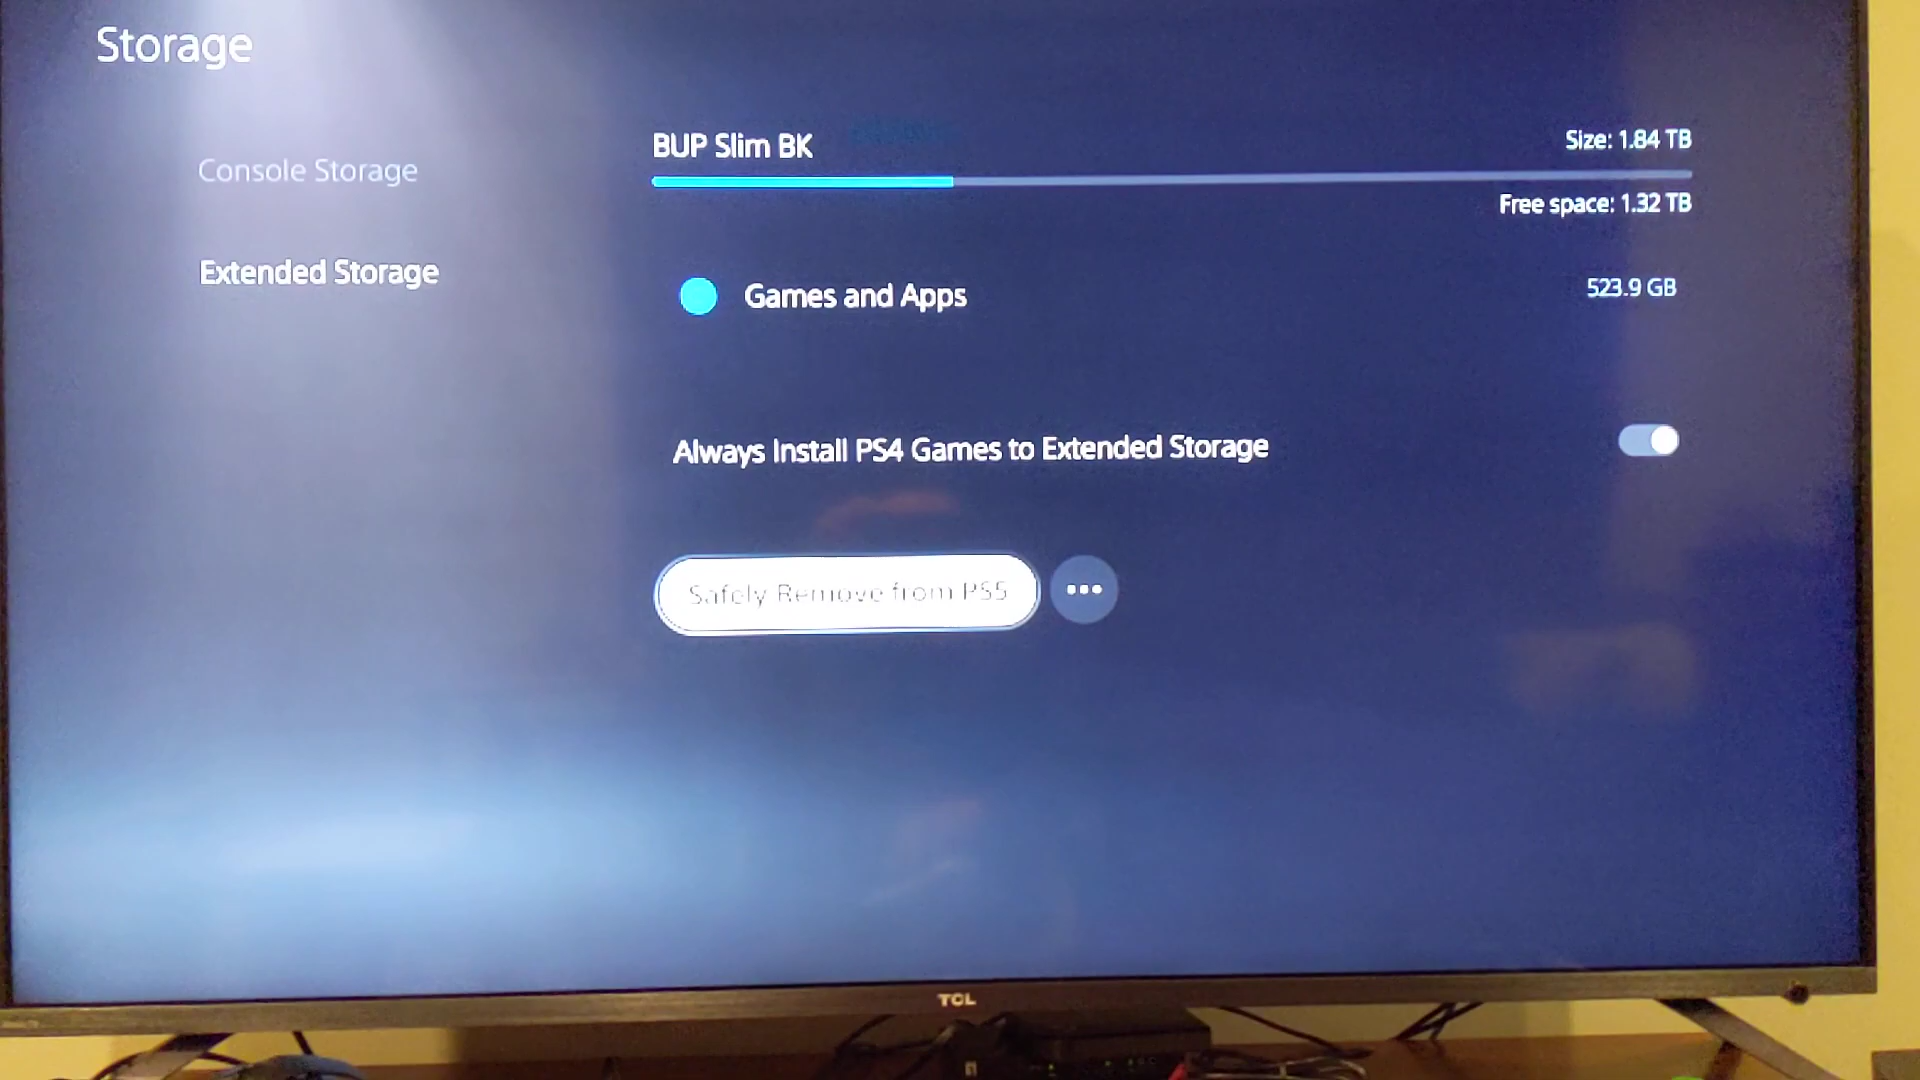 Storage
Console Storage
Extended Storage
BUP Slim BK
Size: 1.84 TB
Free space: 1.32 TB
Games and Apps
523.9 GB
Always Install PS4 Games to Extended Storage
Safely Remove from PS5
TCL